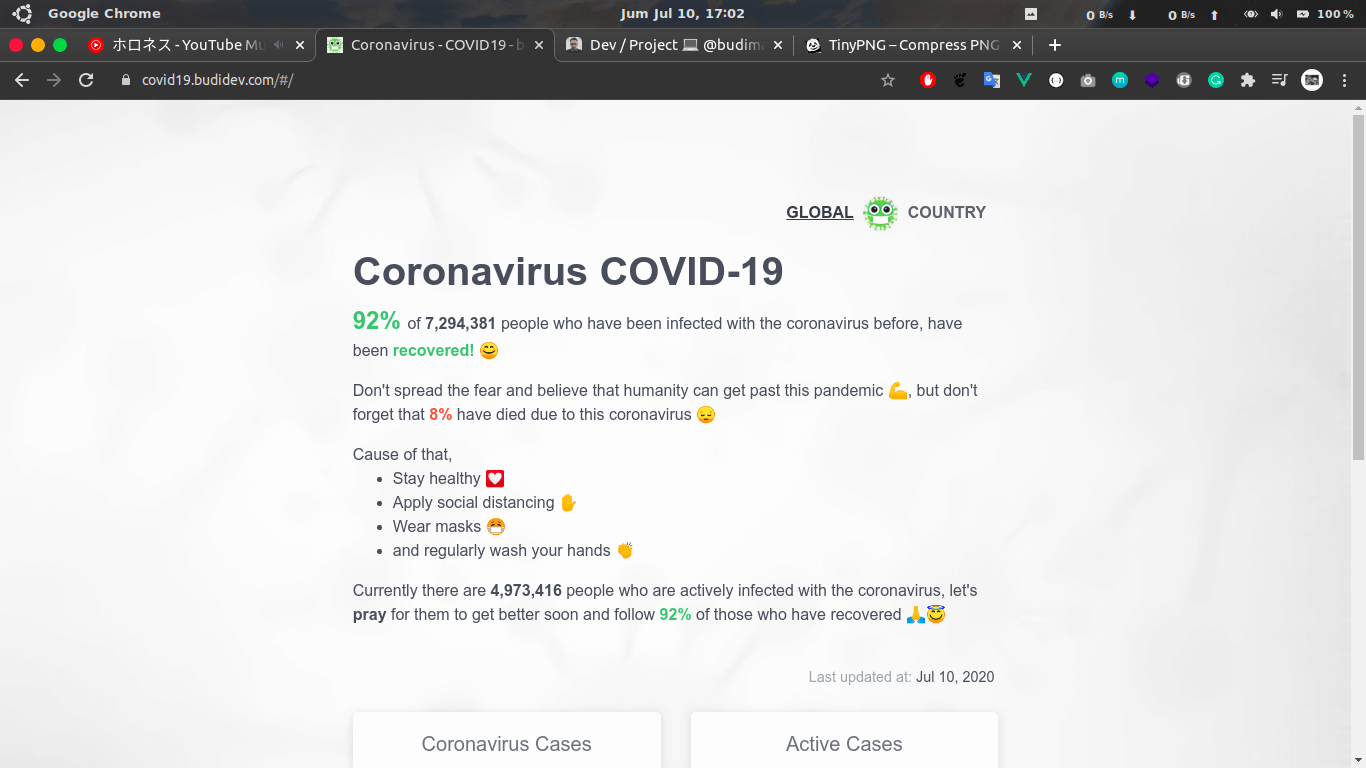 Google Chrome Jum Jul 10, 17:02 0 B/s 0 B/s 100 %
ホロネス - YouTube Mu Coronavirus - COVID19 - b Dev / Project 💻 @budima TinyPNG – Compress PNG
covid19.budidev.com/#/
GLOBAL COUNTRY
Coronavirus COVID-19
92% of 7,294,381 people who have been infected with the coronavirus before, have
been recovered! 😊
Don't spread the fear and believe that humanity can get past this pandemic 💪, but don't
forget that 8% have died due to this coronavirus 😔
Cause of that,
• Stay healthy 💟
• Apply social distancing ✋
• Wear masks 😷
• and regularly wash your hands 👏
Currently there are 4,973,416 people who are actively infected with the coronavirus, let's
pray for them to get better soon and follow 92% of those who have recovered 🙏😇
Last updated at: Jul 10, 2020
Coronavirus Cases Active Cases